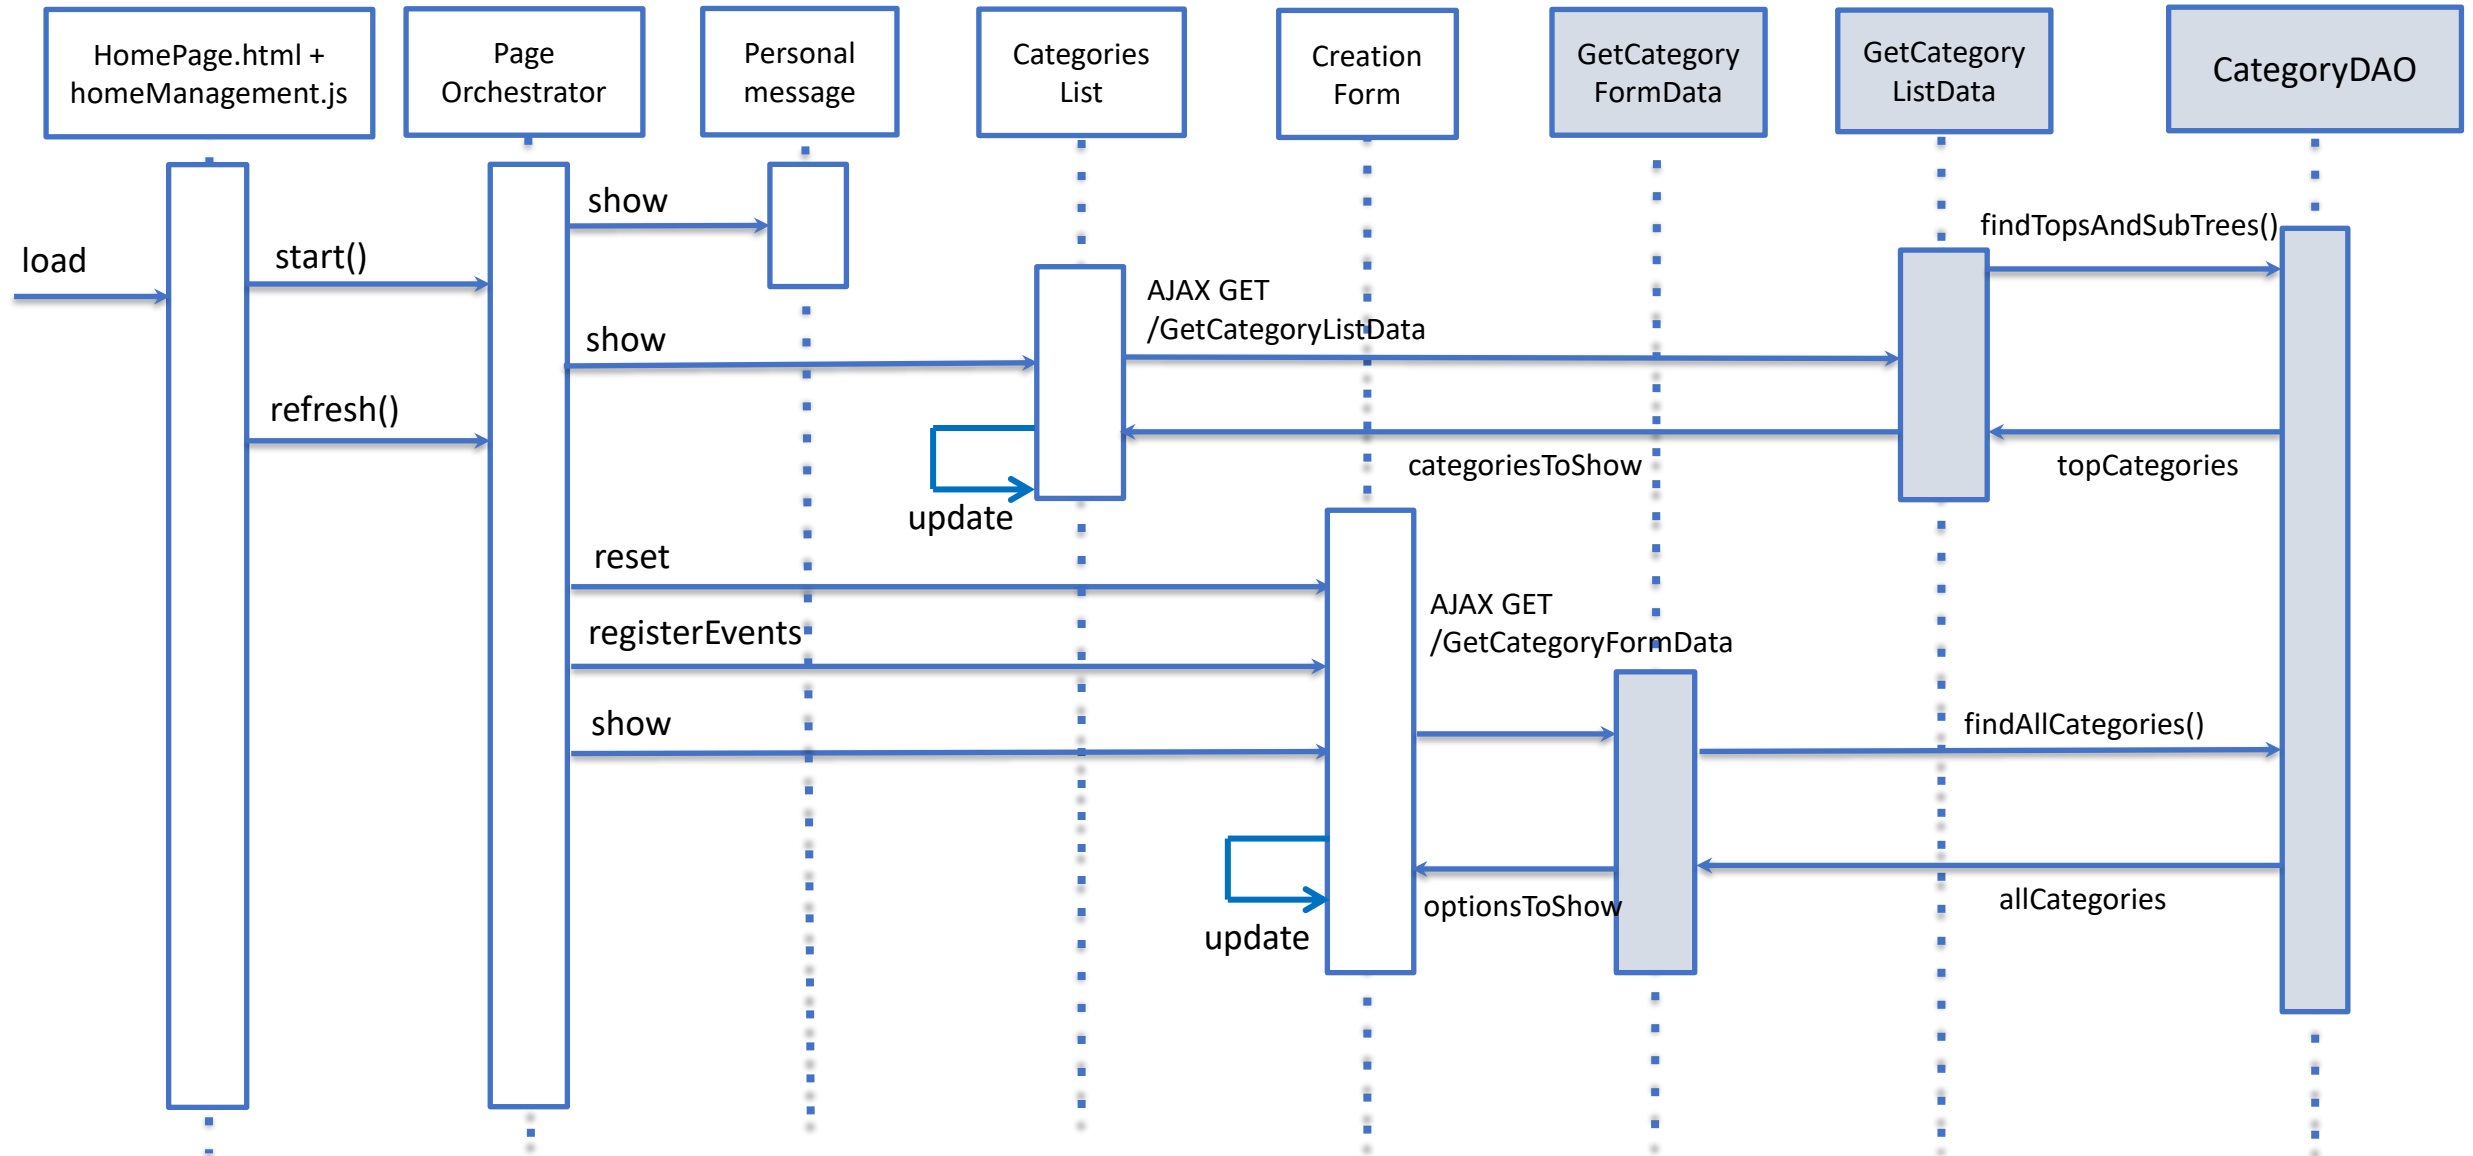 HomePage.html +
homeManagement.js
Page
Orchestrator
Personal
message
Categories
List
Creation
Form
GetCategory
FormData
GetCategory
ListData
CategoryDAO
show
findTopsAndSubTrees()
load
start()
AJAX GET
/GetCategoryListData
show
refresh()
categoriesToShow
topCategories
update
reset
AJAX GET
/GetCategoryFormData
registerEvents
show
findAllCategories()
optionsToShow
allCategories
update